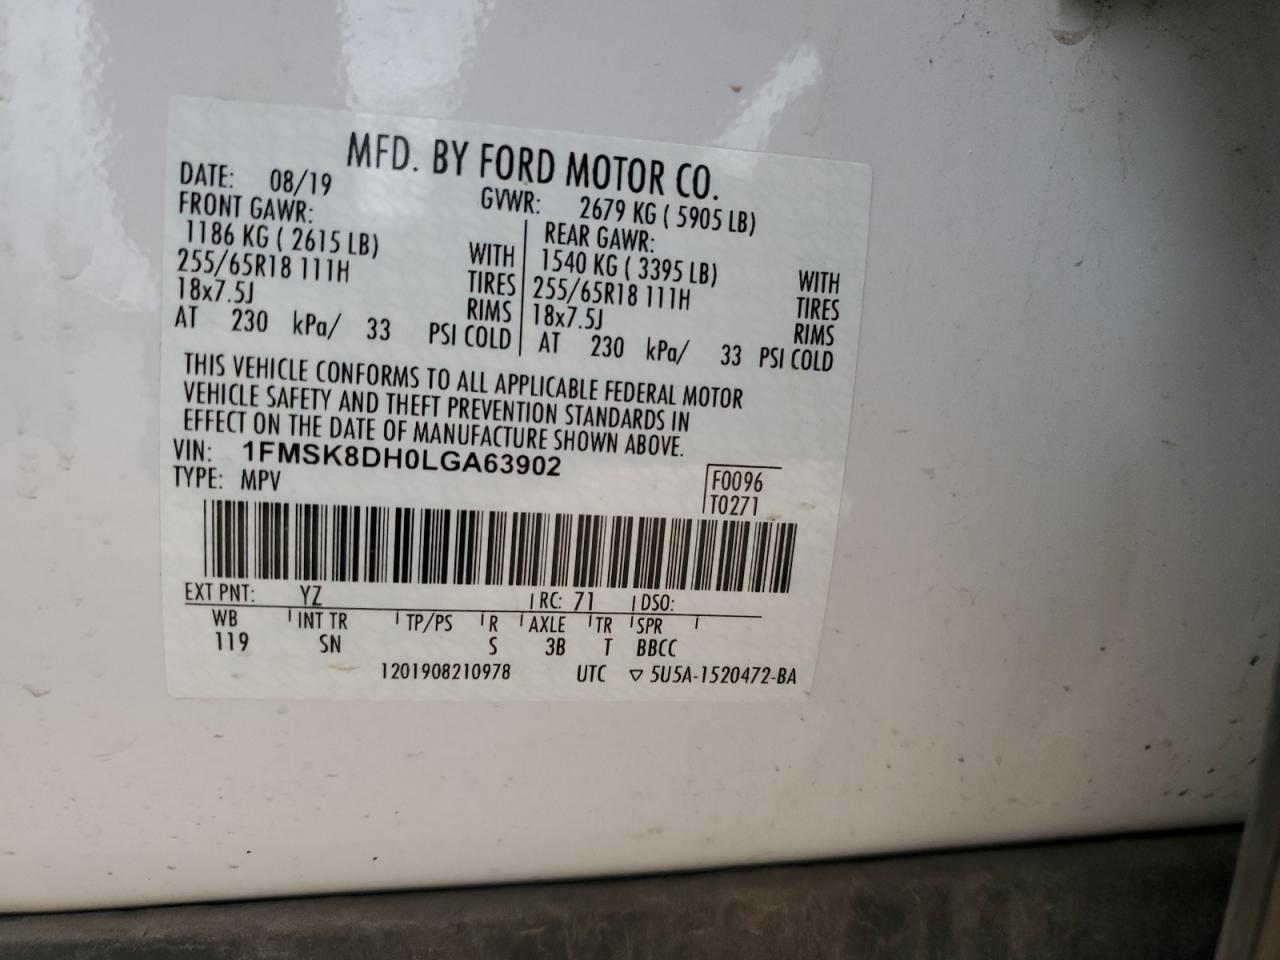 MFD. BY FORD MOTOR CO.
DATE: 08/19 GVWR: 2679 KG ( 5905 LB)
FRONT GAWR:
1186 KG ( 2615 LB) WITH
255/65R18 111H TIRES
18x7.5J RIMS
AT 230 kPa/ 33 PSI COLD
REAR GAWR:
1540 KG ( 3395 LB) WITH
255/65R18 111H TIRES
18x7.5J RIMS
AT 230 kPa/ 33 PSI COLD
THIS VEHICLE CONFORMS TO ALL APPLICABLE FEDERAL MOTOR
VEHICLE SAFETY AND THEFT PREVENTION STANDARDS IN
EFFECT ON THE DATE OF MANUFACTURE SHOWN ABOVE.
VIN: 1FMSK8DH0LGA63902
TYPE: MPV
F0096
T0271
EXT PNT: YZ RC: 71 DSO:
WB INT TR TP/PS R AXLE TR SPR
119 SN S 3B T BBCC
1201908210978 UTC ▽ 5U5A-1520472-BA